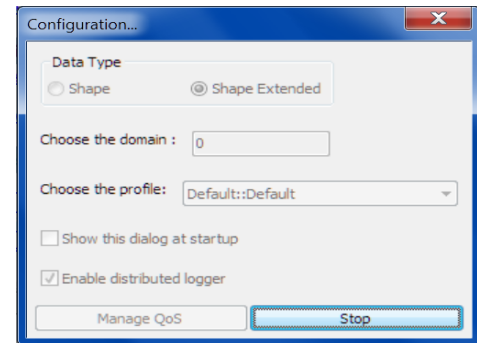 Configuration...
X
Data Type
Shape
Shape Extended
Choose the domain :
0
Choose the profile:
Default::Default
Show this dialog at startup
Enable distributed logger
Manage QoS
Stop